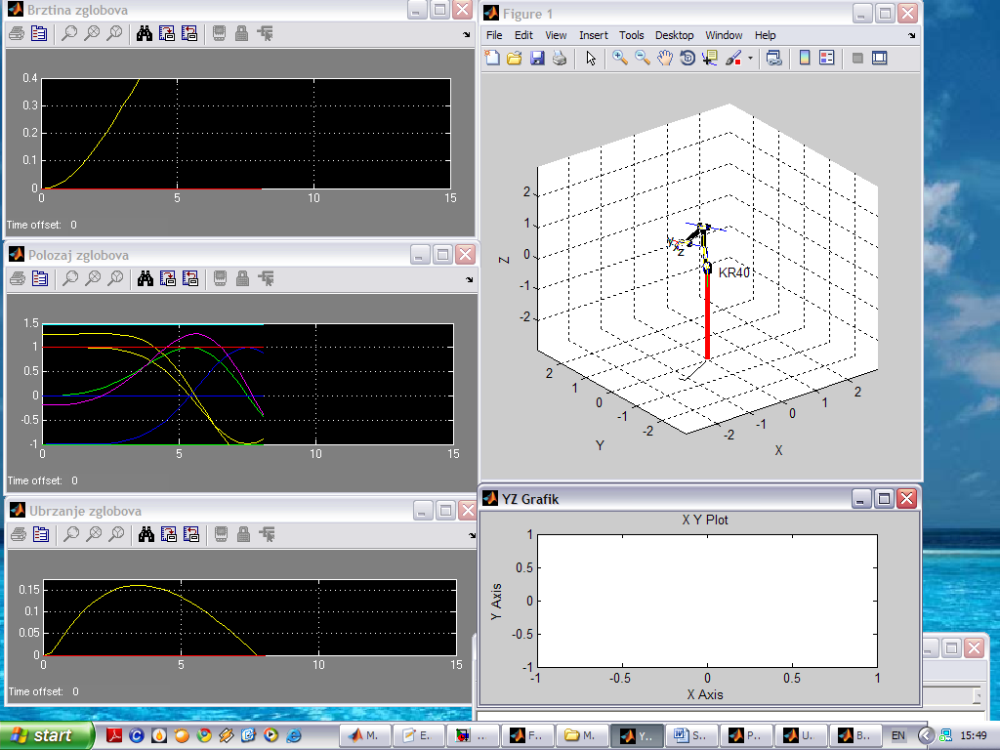 Brztina zglobova
0.4
0.3
0.2
0.1
0
0 5 10 15
Time offset: 0
Polozaj zglobova
1.5
1
0.5
0
-0.5
-1
0 5 10 15
Time offset: 0
Ubrzanje zglobova
0.15
0.1
0.05
0
0 5 10 15
Time offset: 0
Figure 1
File Edit View Insert Tools Desktop Window Help
2
1
0
-1
-2
Z
KR40
2
1
0
-1
-2
Y
-2
-1
0
1
2
X
YZ Grafik
X Y Plot
1
0.5
0
-0.5
-1
Y Axis
-1 -0.5 0 0.5 1
X Axis
start M. E. .. F.. M. Y.. S.. P.. U. B.. EN 15:49